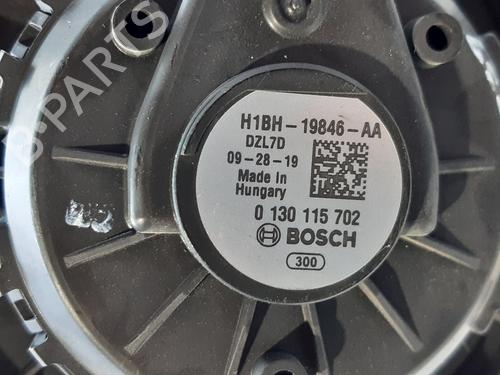 H1BH-19846-AA
DZL7D
09-28-19
Made In
Hungary
0 130 115 702
BOSCH
300
B-PARTS